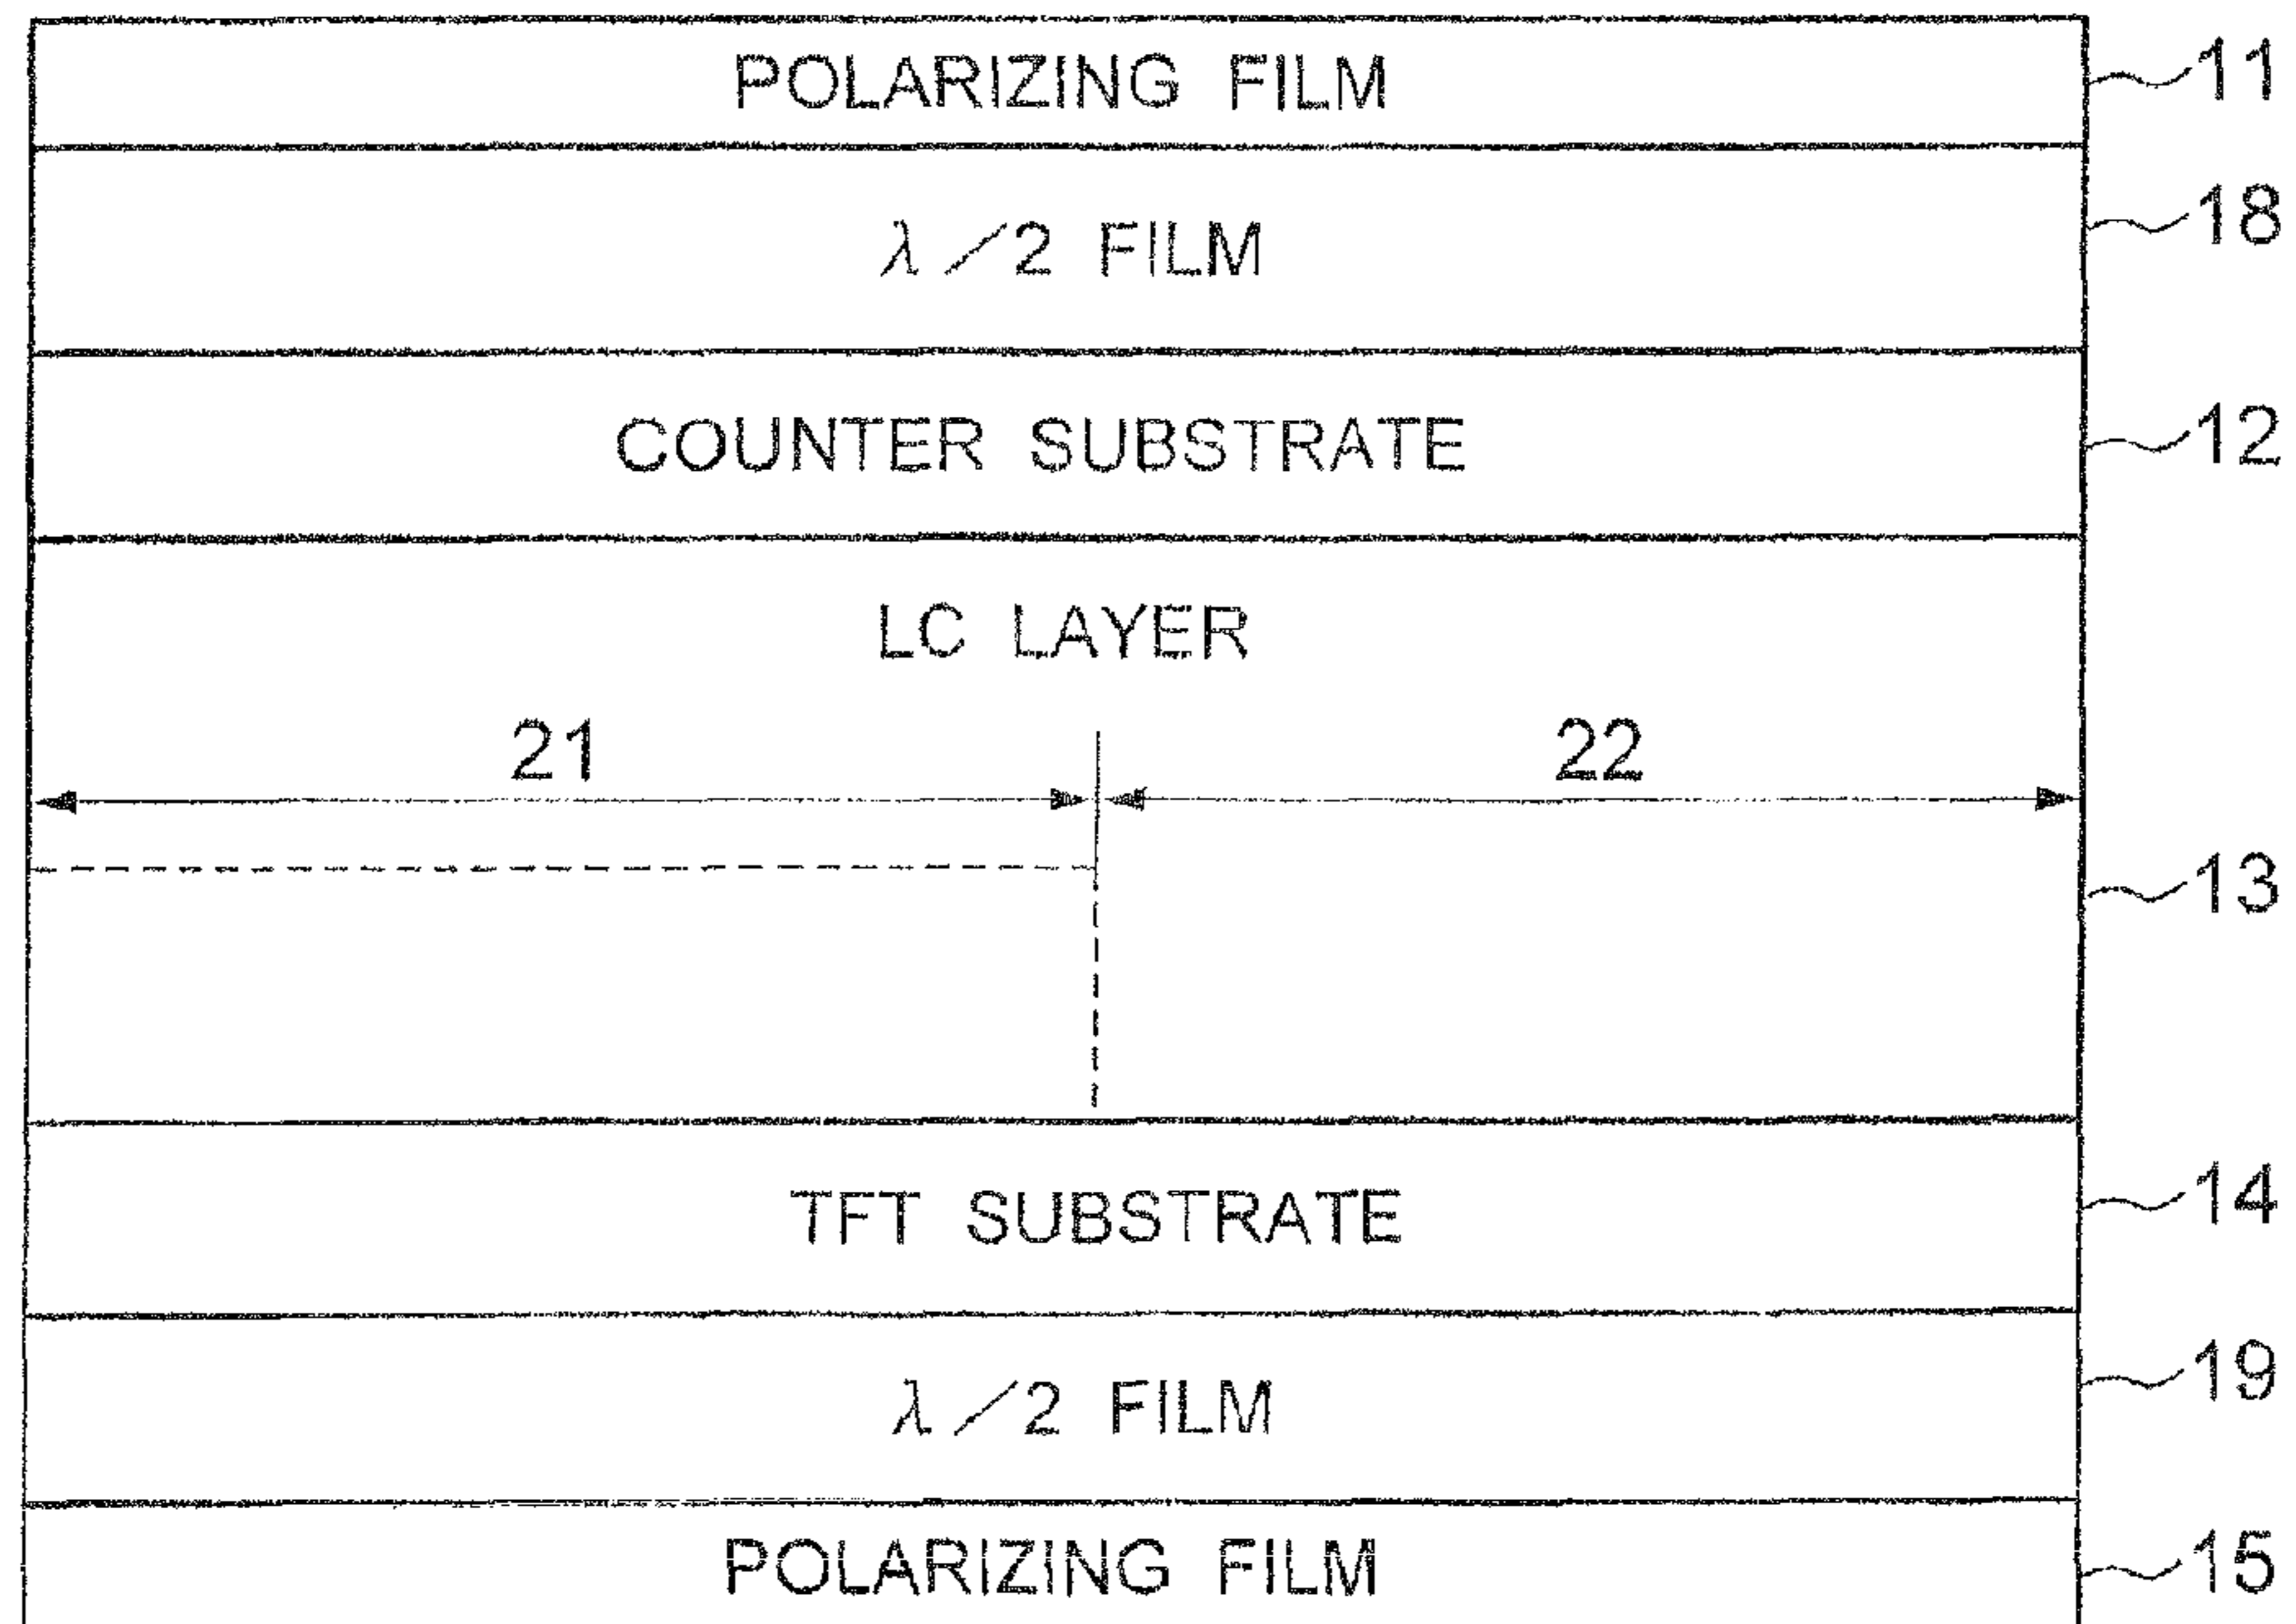 POLARIZING FILM 11
λ/2 FILM 18
COUNTER SUBSTRATE 12
LC LAYER
21 22
13
TFT SUBSTRATE 14
λ/2 FILM 19
POLARIZING FILM 15